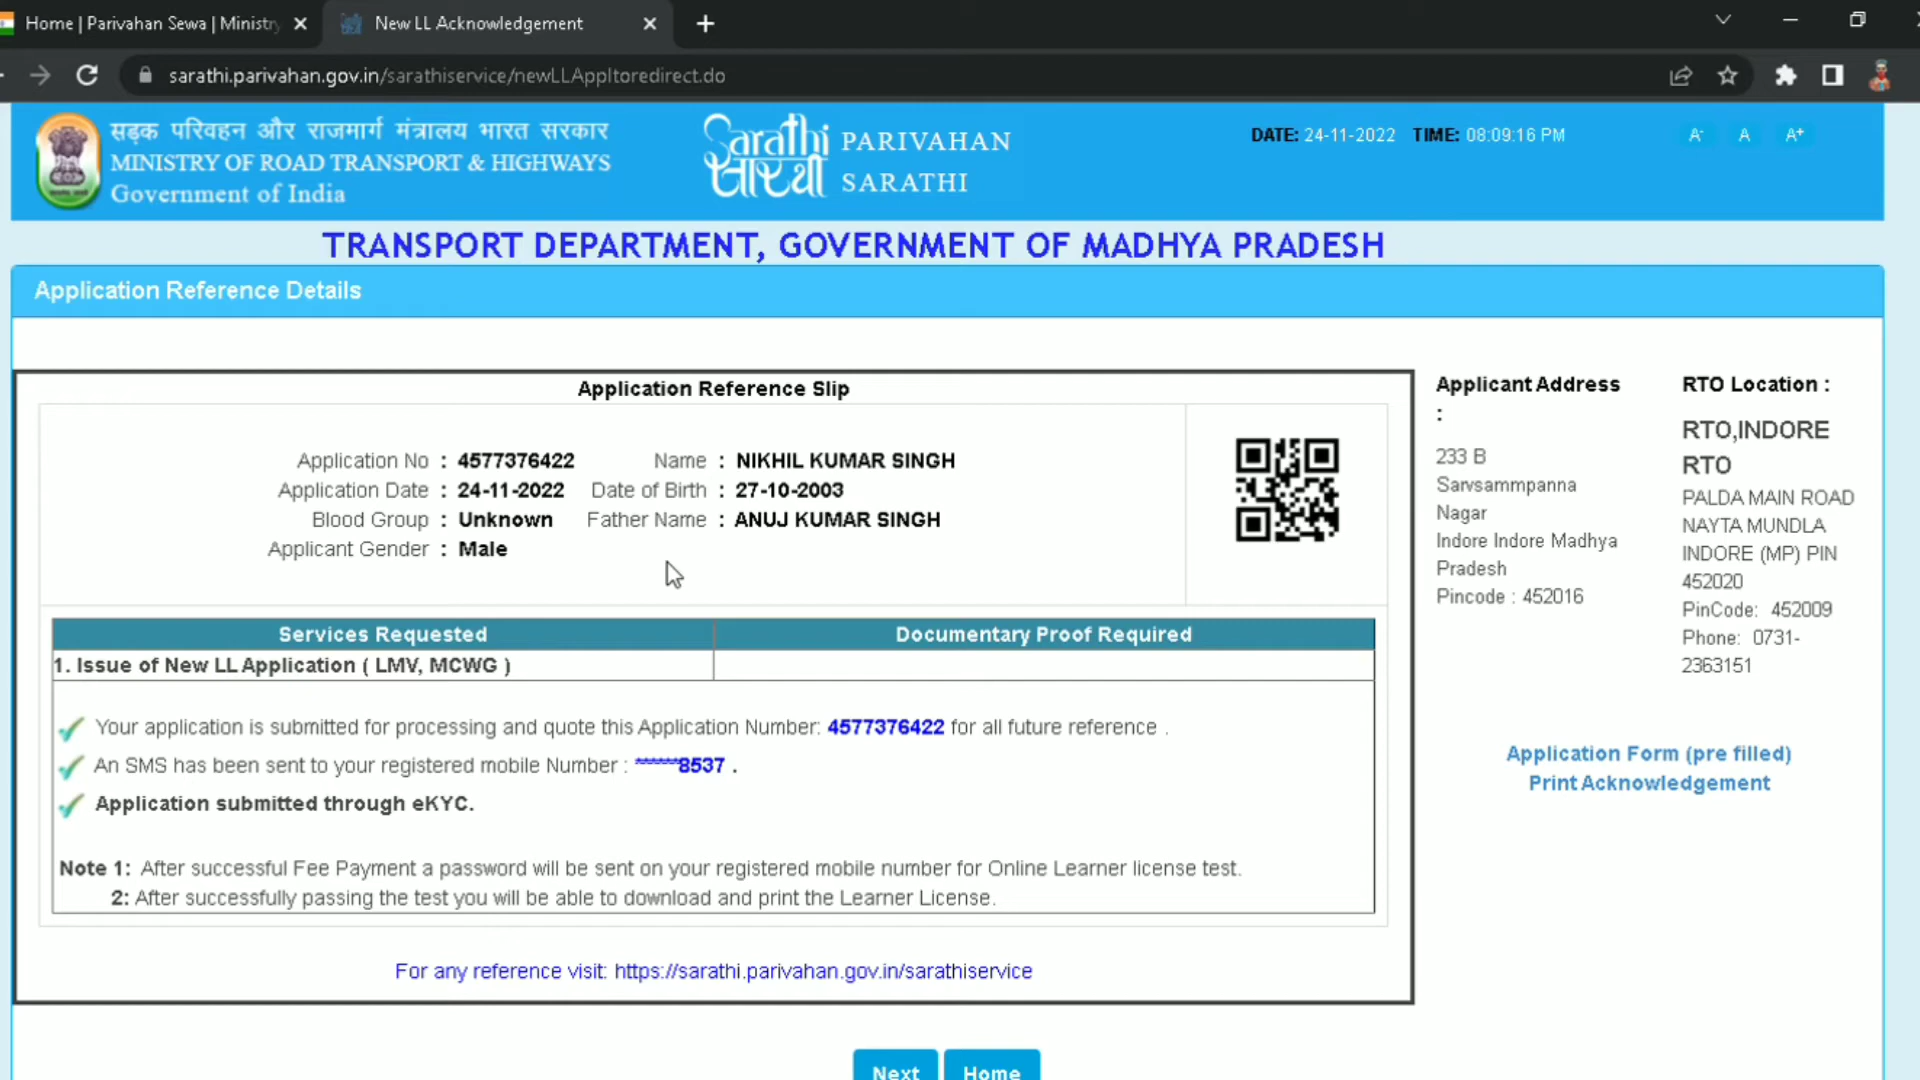 Home | Parivahan Sewa | Ministry
New LL Acknowledgement
sarathi.parivahan.gov.in/sarathiservice/newLLAppltoredirect.do
सड़क परिवहन और राजमार्ग मंत्रालय भारत सरकार
MINISTRY OF ROAD TRANSPORT & HIGHWAYS
Government of India
Sarathi
सारथी
PARIVAHAN
SARATHI
DATE: 24-11-2022 TIME: 08:09:16 PM
A- A A+
TRANSPORT DEPARTMENT, GOVERNMENT OF MADHYA PRADESH
Application Reference Details
Application Reference Slip
Application No : 4577376422 Name : NIKHIL KUMAR SINGH
Application Date : 24-11-2022 Date of Birth : 27-10-2003
Blood Group : Unknown Father Name : ANUJ KUMAR SINGH
Applicant Gender : Male
Services Requested Documentary Proof Required
1. Issue of New LL Application ( LMV, MCWG )
Your application is submitted for processing and quote this Application Number: 4577376422 for all future reference .
An SMS has been sent to your registered mobile Number : ******8537 .
Application submitted through eKYC.
Note 1: After successful Fee Payment a password will be sent on your registered mobile number for Online Learner license test.
2: After successfully passing the test you will be able to download and print the Learner License.
For any reference visit: https://sarathi.parivahan.gov.in/sarathiservice
Applicant Address
:
233 B
Sarvsammpanna
Nagar
Indore Indore Madhya
Pradesh
Pincode : 452016
RTO Location :
RTO,INDORE
RTO
PALDA MAIN ROAD
NAYTA MUNDLA
INDORE (MP) PIN
452020
PinCode: 452009
Phone: 0731-
2363151
Application Form (pre filled)
Print Acknowledgement
Next Home